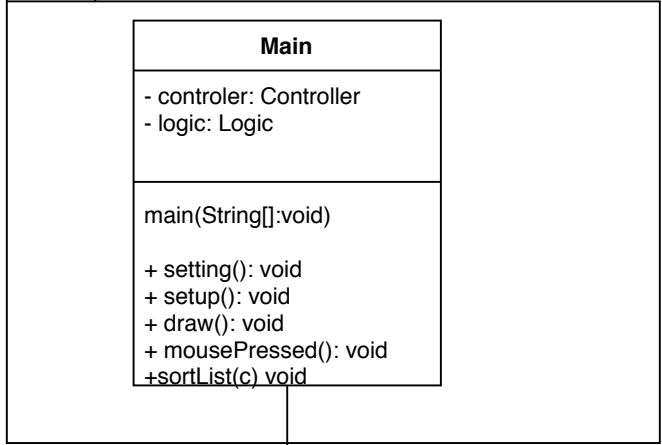 Main
- controler: Controller
- logic: Logic
main(String[]:void)
+ setting(): void
+ setup(): void
+ draw(): void
+ mousePressed(): void
+sortList(c) void